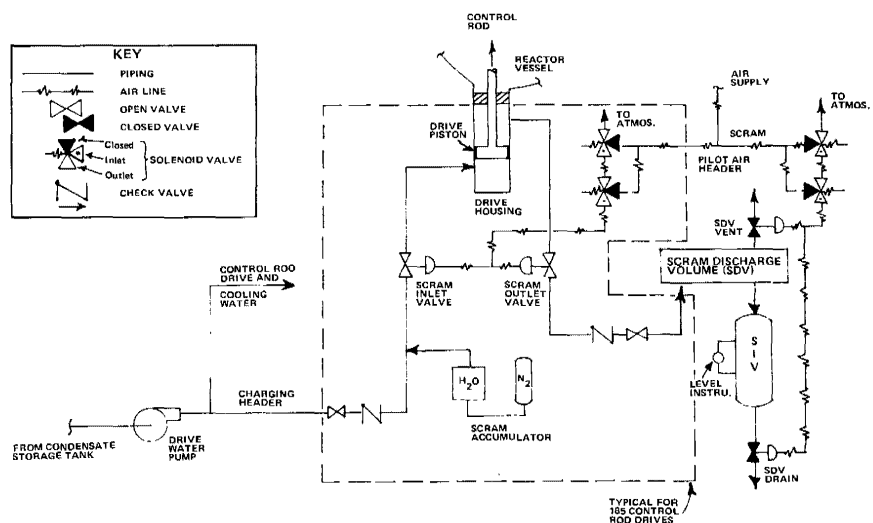 KEY
PIPING
AIR LINE
OPEN VALVE
CLOSED VALVE
Closed
Inlet
Outlet
SOLENOID VALVE
CHECK VALVE
CONTROL
ROD
REACTOR
VESSEL
AIR
SUPPLY
TO
ATMOS.
TO
ATMOS.
SCRAM
PILOT AIR
HEADER
DRIVE
PISTON
DRIVE
HOUSING
SDV
VENT
SCRAM DISCHARGE
VOLUME (SDV)
CONTROL ROD
DRIVE AND
COOLING
WATER
SCRAM
INLET
VALVE
SCRAM
OUTLET
VALVE
S
I
V
LEVEL
INSTRU.
H2O
N2
CHARGING
HEADER
SCRAM
ACCUMULATOR
FROM CONDENSATE
STORAGE TANK
DRIVE
WATER
PUMP
SDV
DRAIN
TYPICAL FOR
185 CONTROL
ROD DRIVES